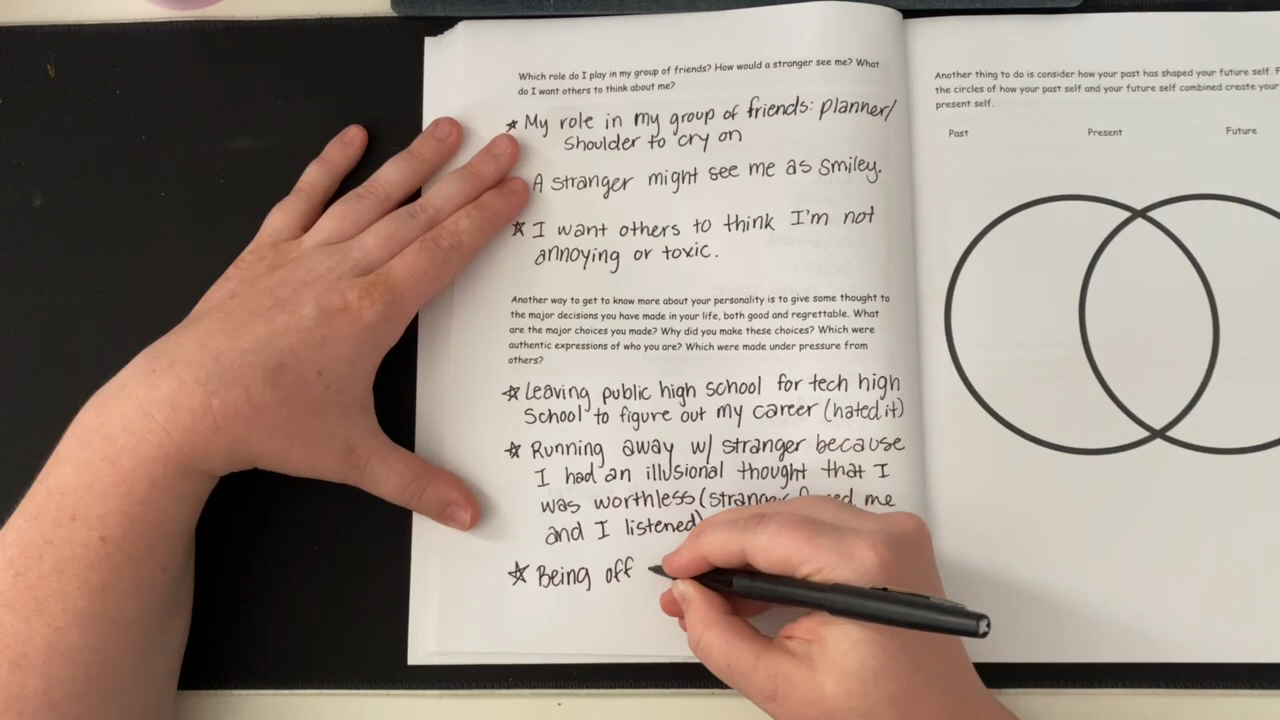 Which role do I play in my group of friends? How would a stranger see me? What
do I want others to think about me?
My role in my group of friends: planner/
shoulder to cry on
A stranger might see me as smiley.
I want others to think I'm not
annoying or toxic.
Another way to get to know more about your personality is to give some thought to
the major decisions you have made in your life, both good and regrettable. What
are the major choices you made? Why did you make these choices? Which were
authentic expressions of who you are? Which were made under pressure from
others?
Leaving public high school for tech high
School to figure out my career (hated it)
Running away w/ stranger because
I had an illusional thought that I
was worthless (me
and I listened)
Being off
Another thing to do is consider how your past has shaped your future self.
the circles of how your past self and your future self combined create your
present self.
Past
Present
Future